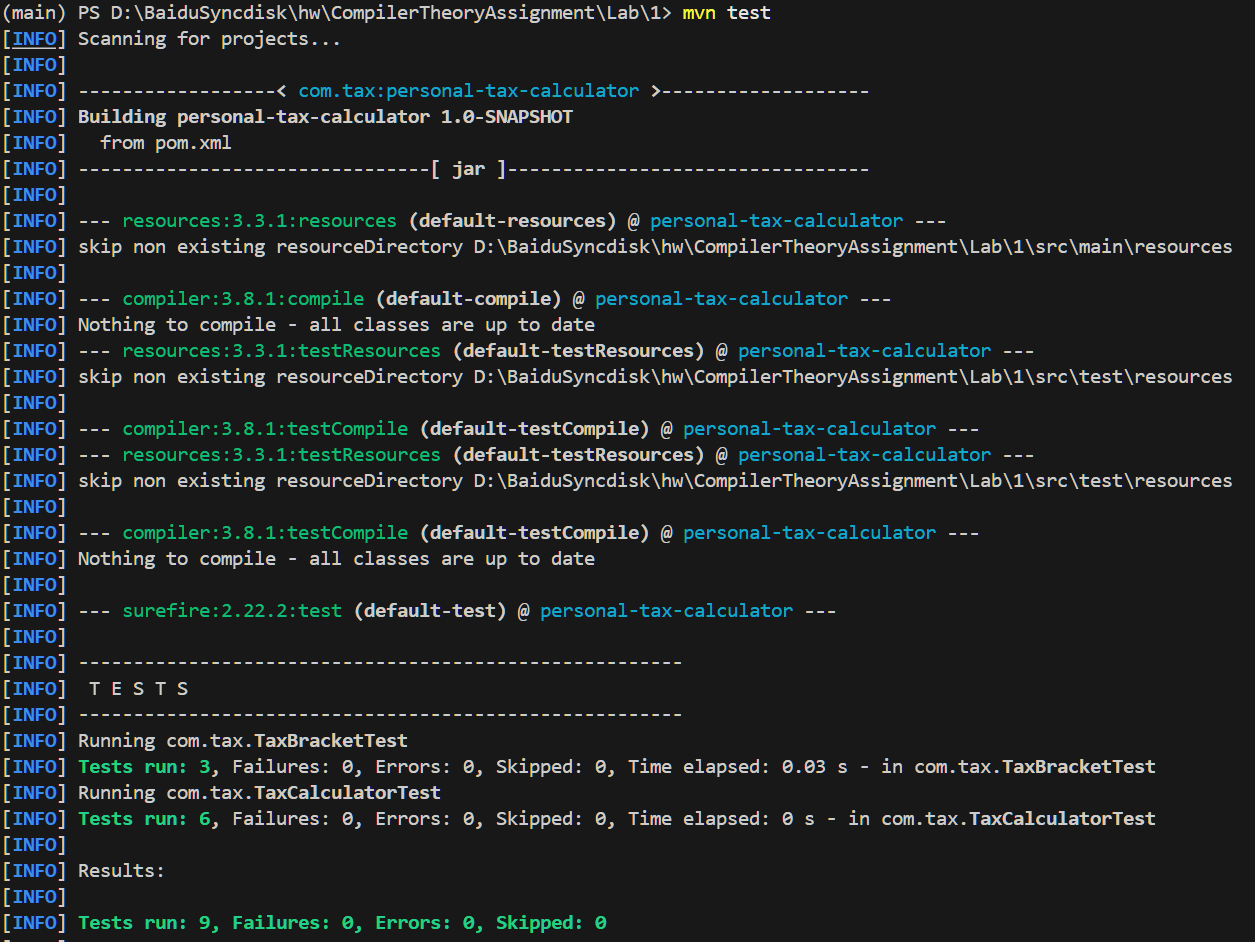 (main) PS D:\BaiduSyncdisk\hw\CompilerTheoryAssignment\Lab\1> mvn test
[INFO] Scanning for projects...
[INFO]
[INFO] ------------------< com.tax:personal-tax-calculator >-------------------
[INFO] Building personal-tax-calculator 1.0-SNAPSHOT
[INFO]   from pom.xml
[INFO] --------------------------------[ jar ]---------------------------------
[INFO]
[INFO] --- resources:3.3.1:resources (default-resources) @ personal-tax-calculator ---
[INFO] skip non existing resourceDirectory D:\BaiduSyncdisk\hw\CompilerTheoryAssignment\Lab\1\src\main\resources
[INFO]
[INFO] --- compiler:3.8.1:compile (default-compile) @ personal-tax-calculator ---
[INFO] Nothing to compile - all classes are up to date
[INFO] --- resources:3.3.1:testResources (default-testResources) @ personal-tax-calculator ---
[INFO] skip non existing resourceDirectory D:\BaiduSyncdisk\hw\CompilerTheoryAssignment\Lab\1\src\test\resources
[INFO]
[INFO] --- compiler:3.8.1:testCompile (default-testCompile) @ personal-tax-calculator ---
[INFO] --- resources:3.3.1:testResources (default-testResources) @ personal-tax-calculator ---
[INFO] skip non existing resourceDirectory D:\BaiduSyncdisk\hw\CompilerTheoryAssignment\Lab\1\src\test\resources
[INFO]
[INFO] --- compiler:3.8.1:testCompile (default-testCompile) @ personal-tax-calculator ---
[INFO] Nothing to compile - all classes are up to date
[INFO]
[INFO] --- surefire:2.22.2:test (default-test) @ personal-tax-calculator ---
[INFO]
[INFO] -------------------------------------------------------
[INFO]  T E S T S
[INFO] -------------------------------------------------------
[INFO] Running com.tax.TaxBracketTest
[INFO] Tests run: 3, Failures: 0, Errors: 0, Skipped: 0, Time elapsed: 0.03 s - in com.tax.TaxBracketTest
[INFO] Running com.tax.TaxCalculatorTest
[INFO] Tests run: 6, Failures: 0, Errors: 0, Skipped: 0, Time elapsed: 0 s - in com.tax.TaxCalculatorTest
[INFO]
[INFO] Results:
[INFO]
[INFO] Tests run: 9, Failures: 0, Errors: 0, Skipped: 0